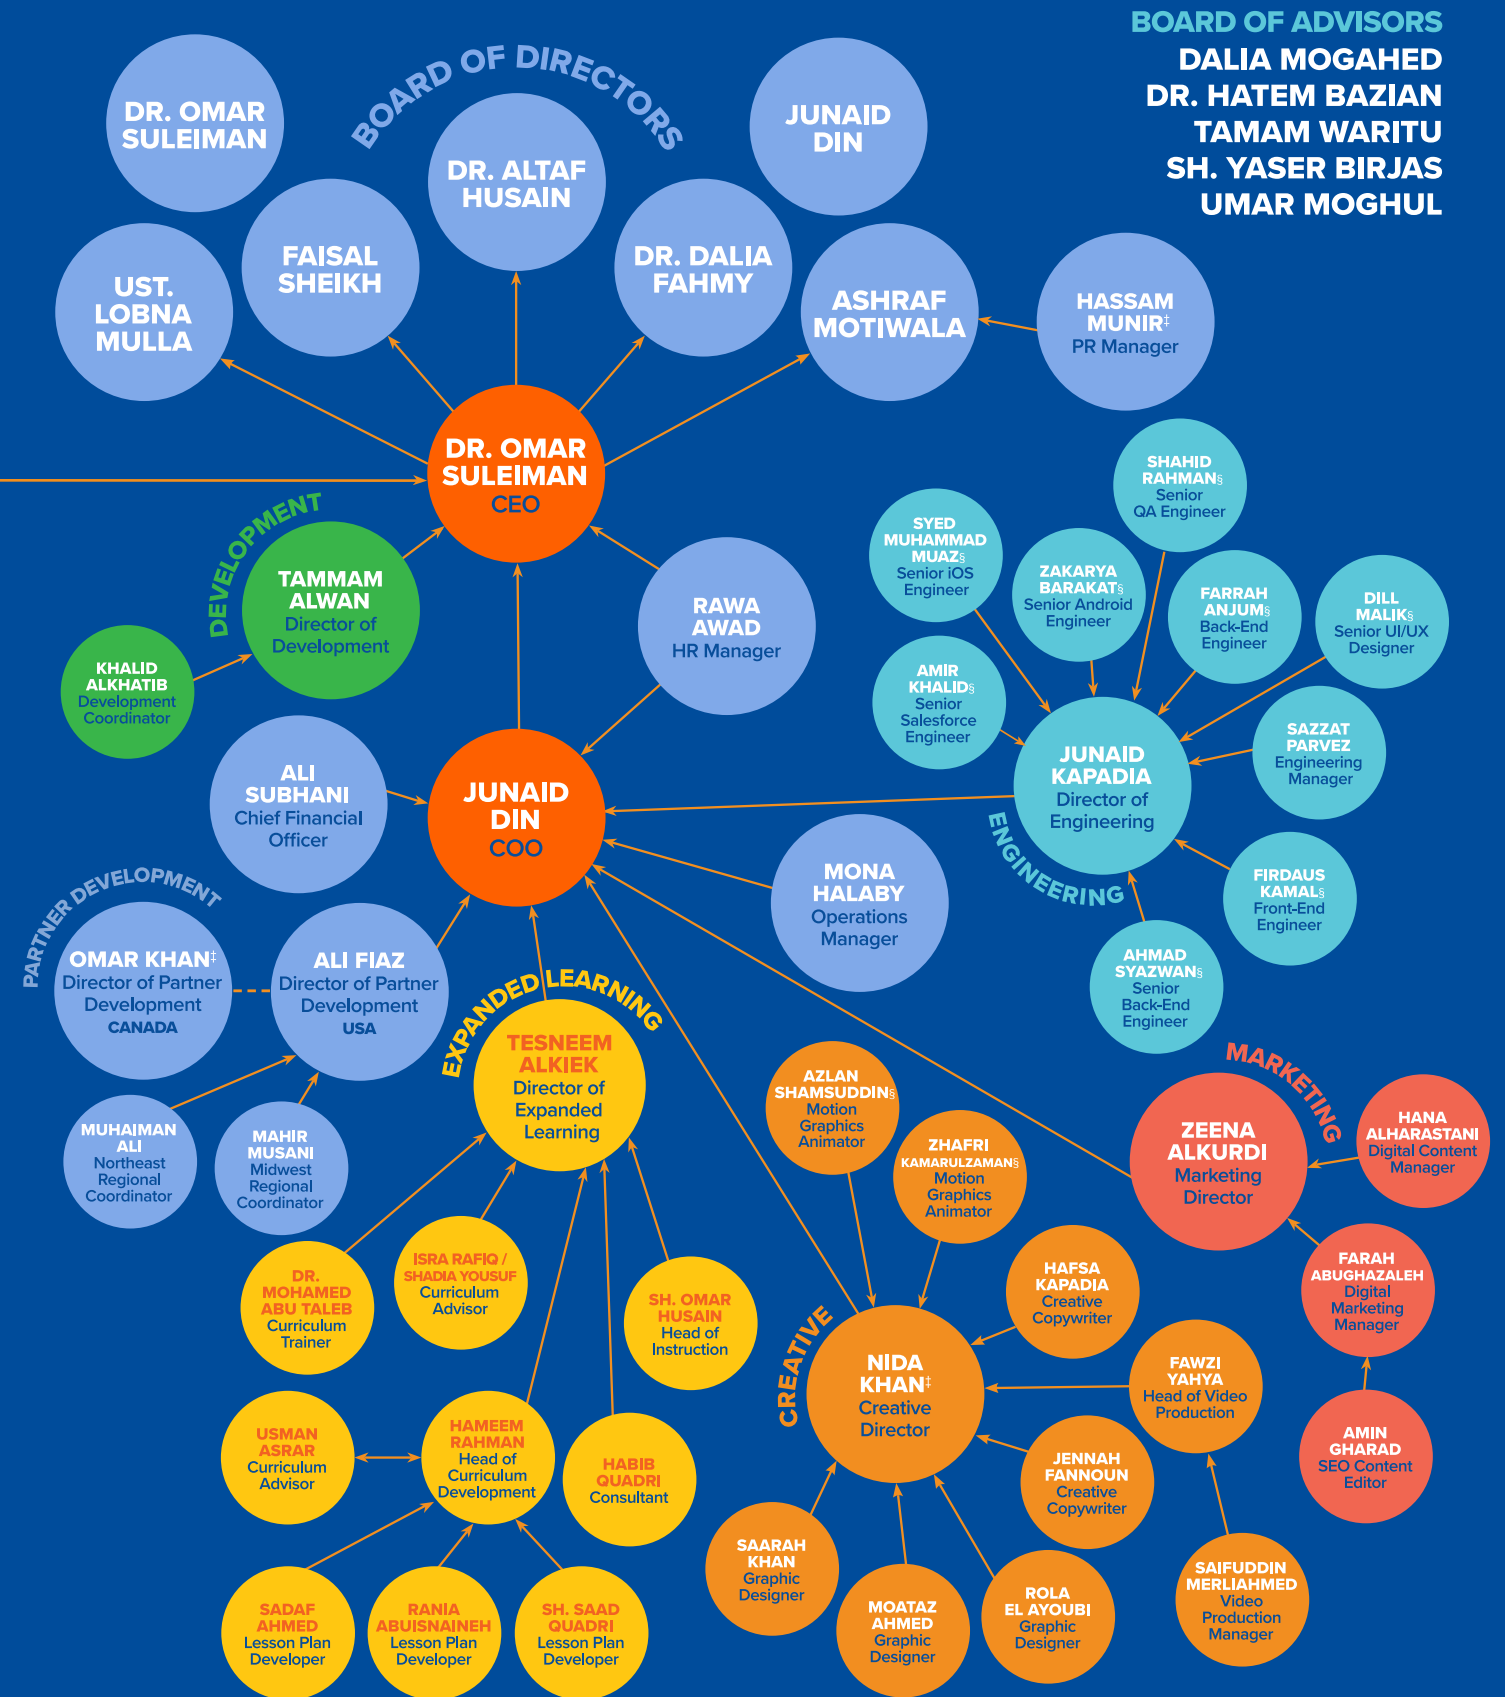 BOARD OF ADVISORS
DALIA MOGAHED
DR. HATEM BAZIAN
TAMAM WARITU
SH. YASER BIRJAS
UMAR MOGHUL
BOARD OF DIRECTORS
DR. OMAR
SULEIMAN
DR. ALTAF
HUSAIN
JUNAID
DIN
UST.
LOBNA
MULLA
FAISAL
SHEIKH
DR. DALIA
FAHMY
ASHRAF
MOTIWALA
HASSAM
MUNIR‡
PR Manager
DR. OMAR
SULEIMAN
CEO
DEVELOPMENT
TAMMAM
ALWAN
Director of
Development
KHALID
ALKHATIB
Development
Coordinator
RAWA
AWAD
HR Manager
SHAHID
RAHMAN§
Senior
QA Engineer
SYED
MUHAMMAD
MUAZ§
Senior iOS
Engineer
ZAKARYA
BARAKAT§
Senior Android
Engineer
FARRAH
ANJUM§
Back-End
Engineer
DILL
MALIK§
Senior UI/UX
Designer
AMIR
KHALID§
Senior
Salesforce
Engineer
JUNAID
KAPADIA
Director of
Engineering
ENGINEERING
SAZZAT
PARVEZ
Engineering
Manager
FIRDAUS
KAMAL§
Front-End
Engineer
AHMAD
SYAZWAN§
Senior
Back-End
Engineer
ALI
SUBHANI
Chief Financial
Officer
JUNAID
DIN
COO
MONA
HALABY
Operations
Manager
PARTNER DEVELOPMENT
OMAR KHAN‡
Director of Partner
Development
CANADA
ALI FIAZ
Director of Partner
Development
USA
MUHAIMAN
ALI
Northeast
Regional
Coordinator
MAHIR
MUSANI
Midwest
Regional
Coordinator
EXPANDED LEARNING
TESNEEM
ALKIEK
Director of
Expanded
Learning
DR.
MOHAMED
ABU TALEB
Curriculum
Trainer
ISRA RAFIQ /
SHADIA YOUSUF
Curriculum
Advisor
SH. OMAR
HUSAIN
Head of
Instruction
USMAN
ASRAR
Curriculum
Advisor
HAMEEM
RAHMAN
Head of
Curriculum
Development
HABIB
QUADRI
Consultant
SADAF
AHMED
Lesson Plan
Developer
RANIA
ABUISNAINEH
Lesson Plan
Developer
SH. SAAD
QUADRI
Lesson Plan
Developer
AZLAN
SHAMSUDDIN§
Motion
Graphics
Animator
ZHAFRI
KAMARULZAMAN§
Motion
Graphics
Animator
HAFSA
KAPADIA
Creative
Copywriter
CREATIVE
NIDA
KHAN‡
Creative
Director
FAWZI
YAHYA
Head of Video
Production
JENNAH
FANNOUN
Creative
Copywriter
SAARAH
KHAN
Graphic
Designer
MOATAZ
AHMED
Graphic
Designer
ROLA
EL AYOUBI
Graphic
Designer
SAIFUDDIN
MERLIAHMED
Video
Production
Manager
MARKETING
ZEENA
ALKURDI
Marketing
Director
HANA
ALHARASTANI
Digital Content
Manager
FARAH
ABUGHAZALEH
Digital
Marketing
Manager
AMIN
GHARAD
SEO Content
Editor